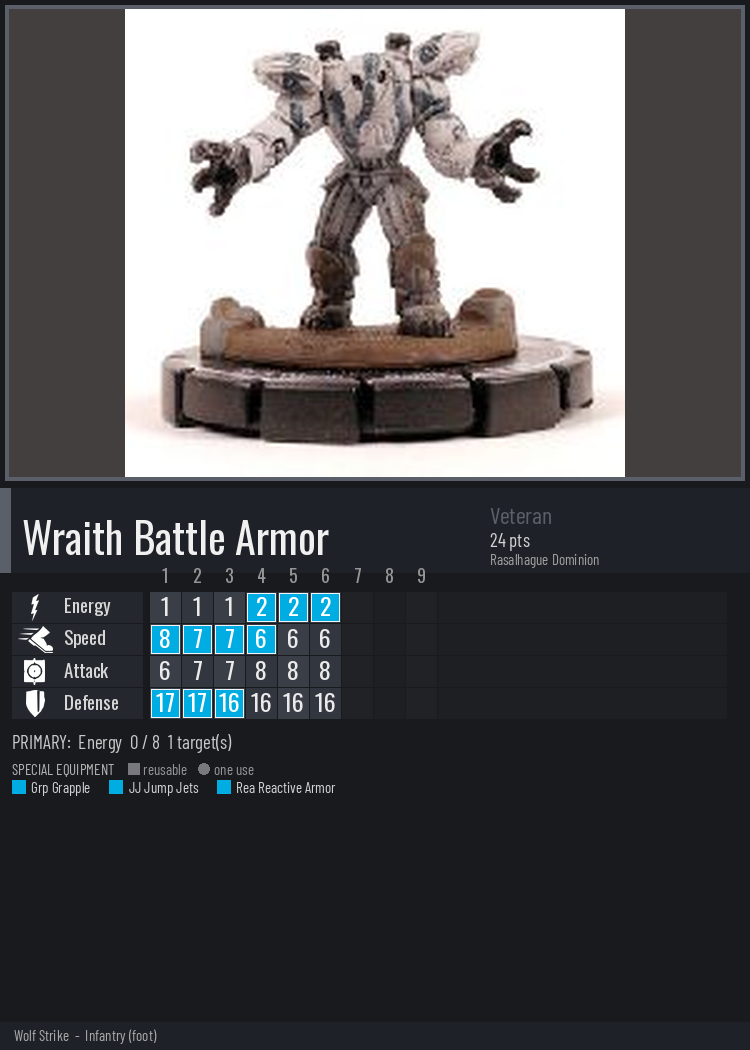 Wraith Battle Armor
Veteran
24 pts
Rasalhague Dominion
1 2 3 4 5 6 7 8 9
Energy 1 1 1 2 2 2
Speed 8 7 7 6 6 6
Attack 6 7 7 8 8 8
Defense 17 17 16 16 16 16
PRIMARY: Energy 0 / 8 1 target(s)
SPECIAL EQUIPMENT reusable one use
Grp Grapple JJ Jump Jets Rea Reactive Armor
Wolf Strike - Infantry (foot)